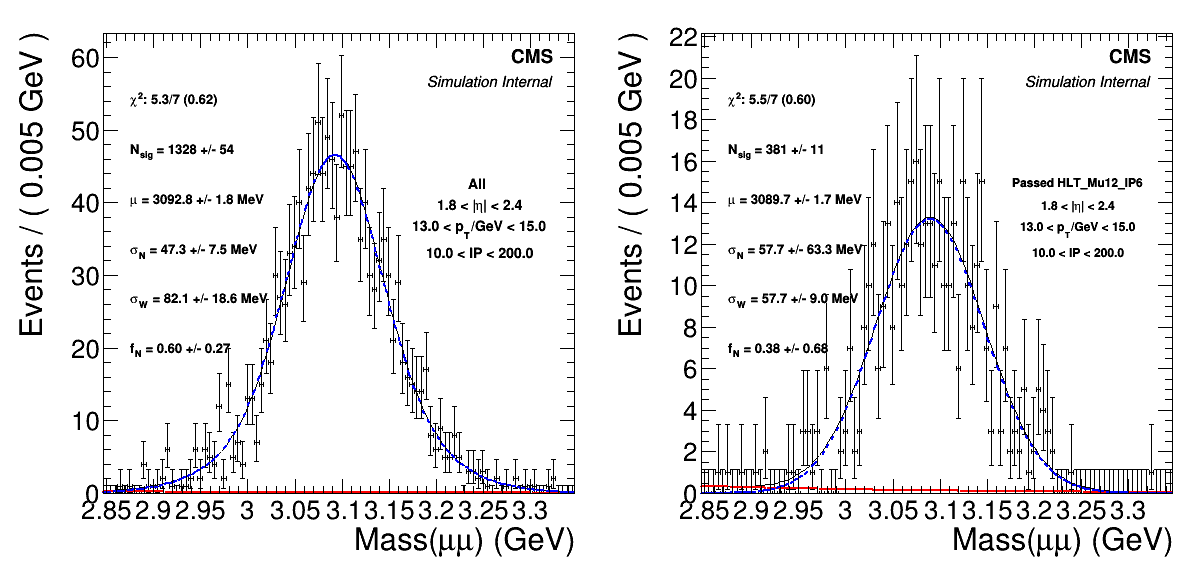 Events / ( 0.005 GeV )
60
50
40
30
20
10
0
CMS
Simulation Internal
χ²: 5.3/7 (0.62)
N_sig = 1328 +/- 54
μ = 3092.8 +/- 1.8 MeV
σ_N = 47.3 +/- 7.5 MeV
σ_W = 82.1 +/- 18.6 MeV
f_N = 0.60 +/- 0.27
All
1.8 < |η| < 2.4
13.0 < p_T/GeV < 15.0
10.0 < IP < 200.0
2.85 2.9 2.95 3 3.05 3.1 3.15 3.2 3.25 3.3
Mass(μμ) (GeV)
Events / ( 0.005 GeV )
22
20
18
16
14
12
10
8
6
4
2
0
CMS
Simulation Internal
χ²: 5.5/7 (0.60)
N_sig = 381 +/- 11
μ = 3089.7 +/- 1.7 MeV
σ_N = 57.7 +/- 63.3 MeV
σ_W = 57.7 +/- 9.0 MeV
f_N = 0.38 +/- 0.68
Passed HLT_Mu12_IP6
1.8 < |η| < 2.4
13.0 < p_T/GeV < 15.0
10.0 < IP < 200.0
2.85 2.9 2.95 3 3.05 3.1 3.15 3.2 3.25 3.3
Mass(μμ) (GeV)